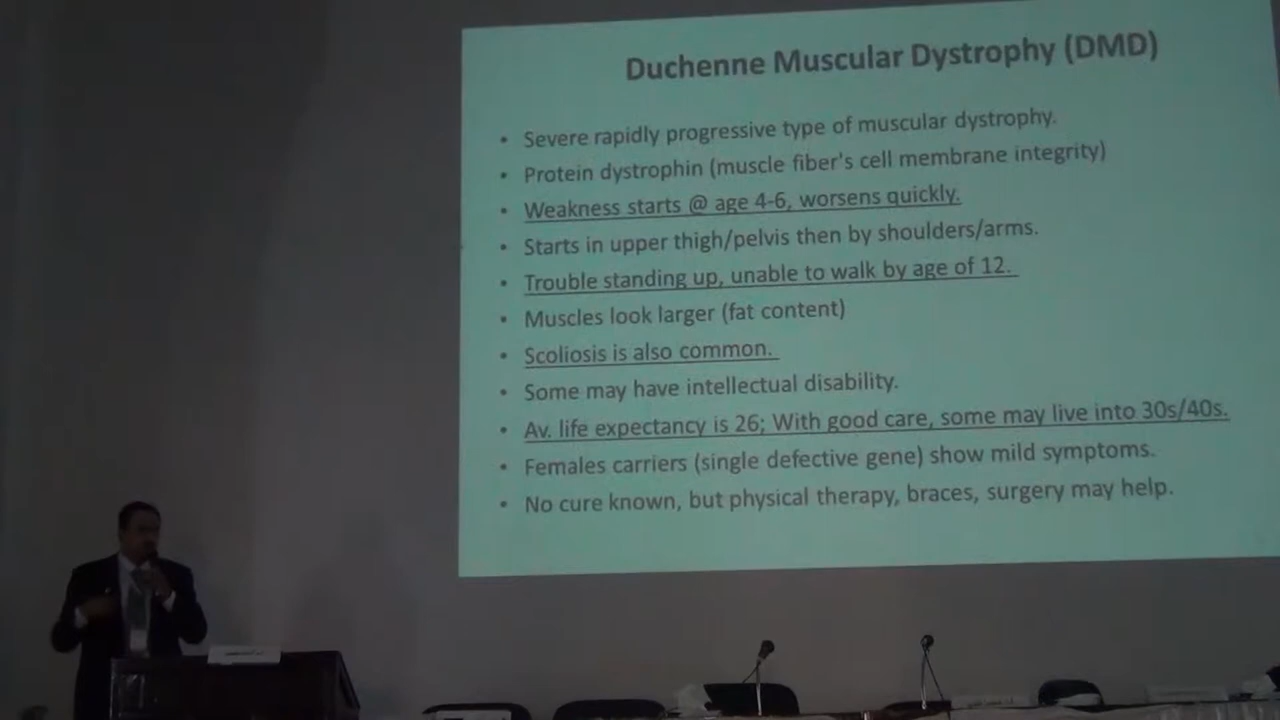 Duchenne Muscular Dystrophy (DMD)
• Severe rapidly progressive type of muscular dystrophy.
• Protein dystrophin (muscle fiber's cell membrane integrity)
• Weakness starts @ age 4-6, worsens quickly.
• Starts in upper thigh/pelvis then by shoulders/arms.
• Trouble standing up, unable to walk by age of 12.
• Muscles look larger (fat content)
• Scoliosis is also common.
• Some may have intellectual disability.
• Av. life expectancy is 26; With good care, some may live into 30s/40s.
• Females carriers (single defective gene) show mild symptoms.
• No cure known, but physical therapy, braces, surgery may help.